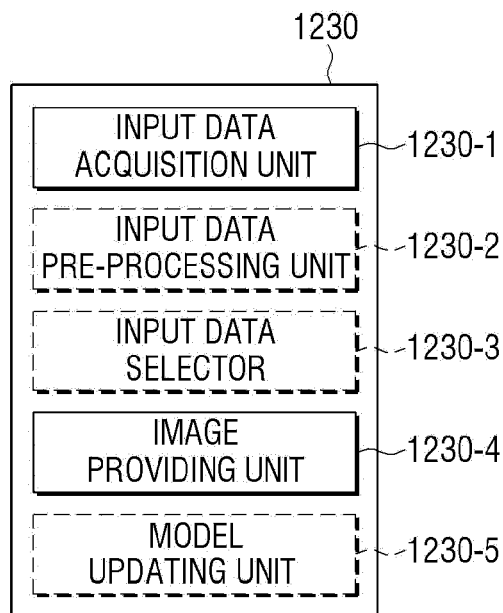 1230
INPUT DATA
ACQUISITION UNIT
1230-1
INPUT DATA
PRE-PROCESSING UNIT
1230-2
INPUT DATA
SELECTOR
1230-3
IMAGE
PROVIDING UNIT
1230-4
MODEL
UPDATING UNIT
1230-5